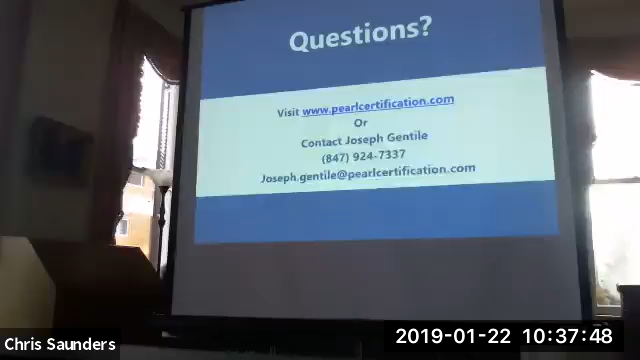 Questions?
Visit www.pearlcertification.com
Or
Contact Joseph Gentile
(847) 924-7337
Joseph.gentile@pearlcertification.com
Chris Saunders
2019-01-22 10:37:48